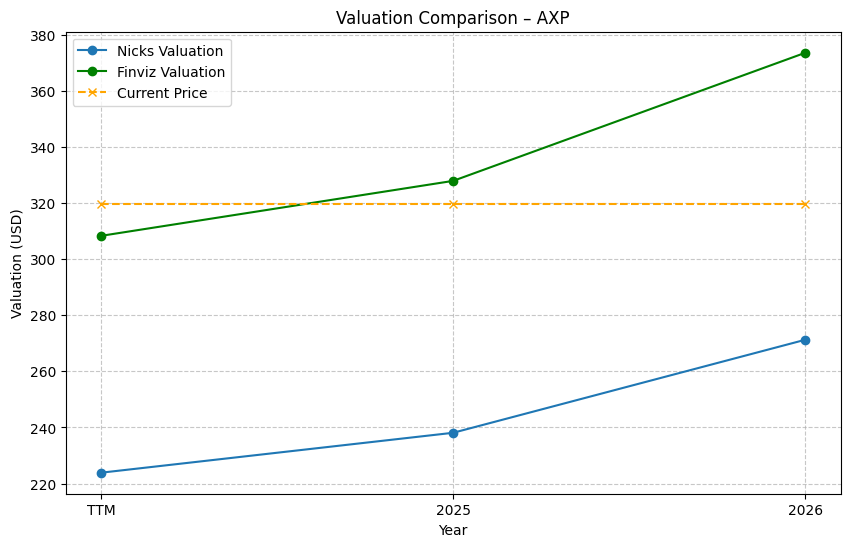 Valuation Comparison – AXP
Nicks Valuation
Finviz Valuation
Current Price
Valuation (USD)
380
360
340
320
300
280
260
240
220
TTM
2025
2026
Year